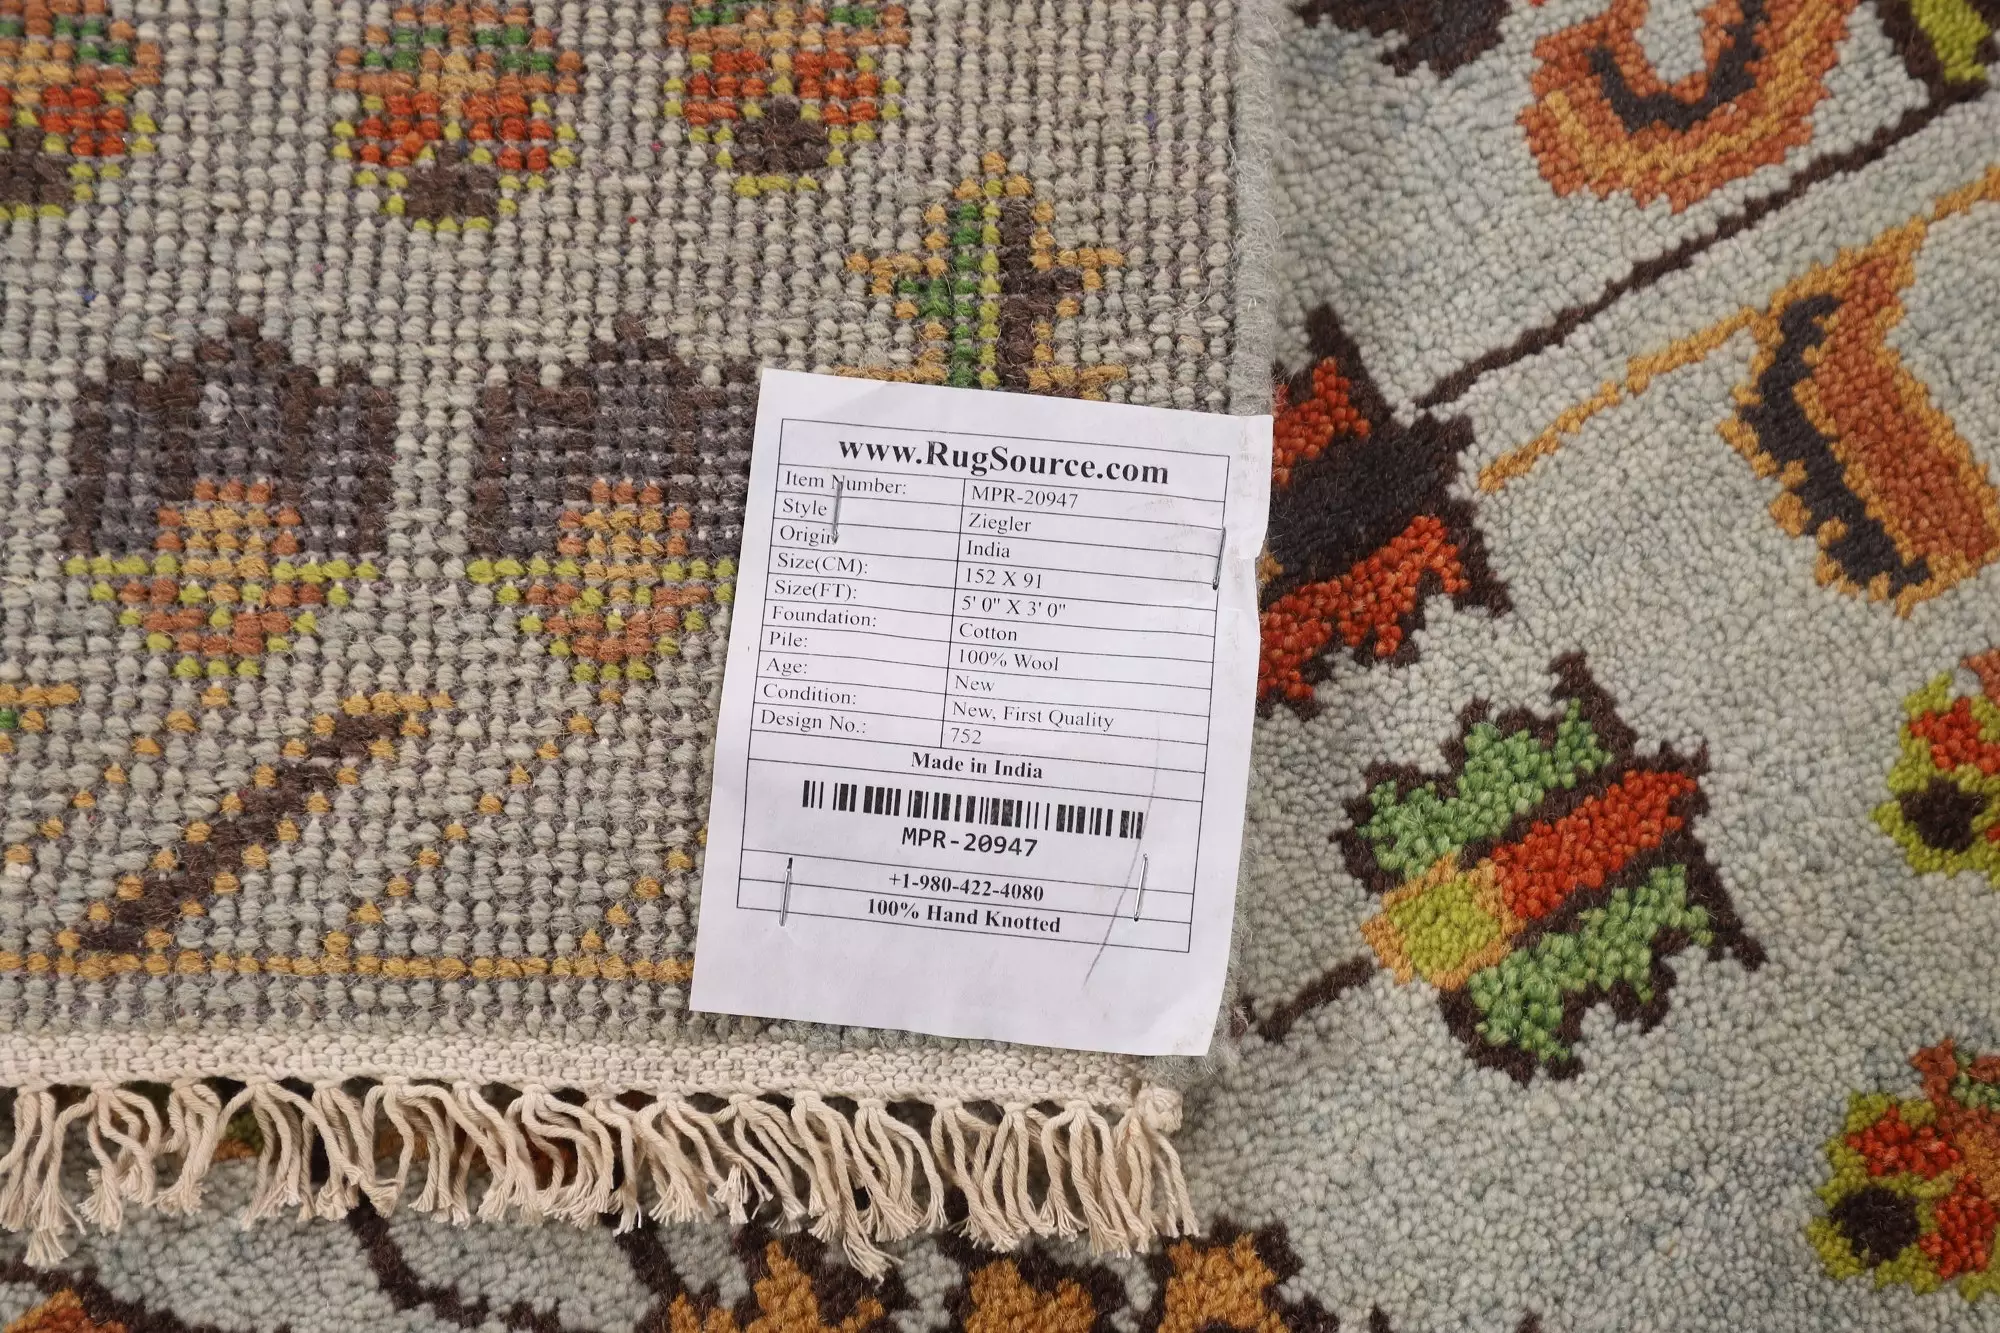 www.RugSource.com
Item Number: MPR-20947
Style Ziegler
Origin India
Size(CM): 152 X 91
Size(FT): 5' 0" X 3' 0"
Foundation: Cotton
Pile: 100% Wool
Age: New
Condition: New, First Quality
Design No.: 752
Made in India
MPR-20947
+1-980-422-4080
100% Hand Knotted